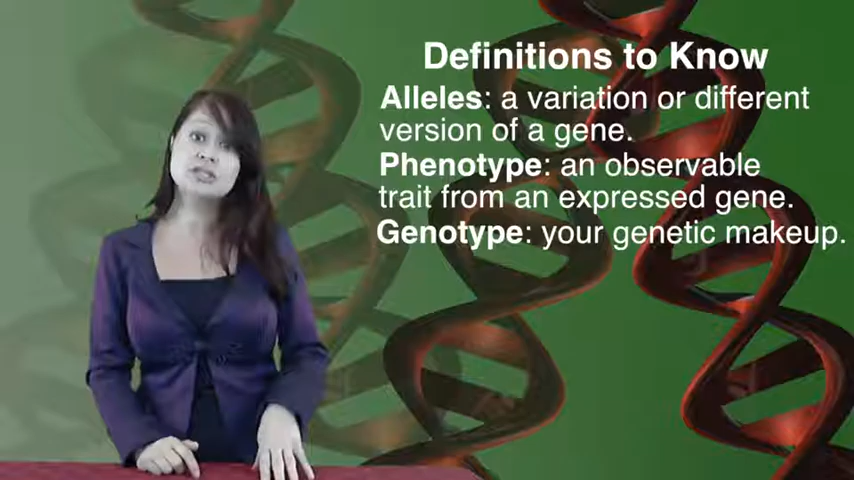 Definitions to Know
Alleles: a variation or different
version of a gene.
Phenotype: an observable
trait from an expressed gene.
Genotype: your genetic makeup.